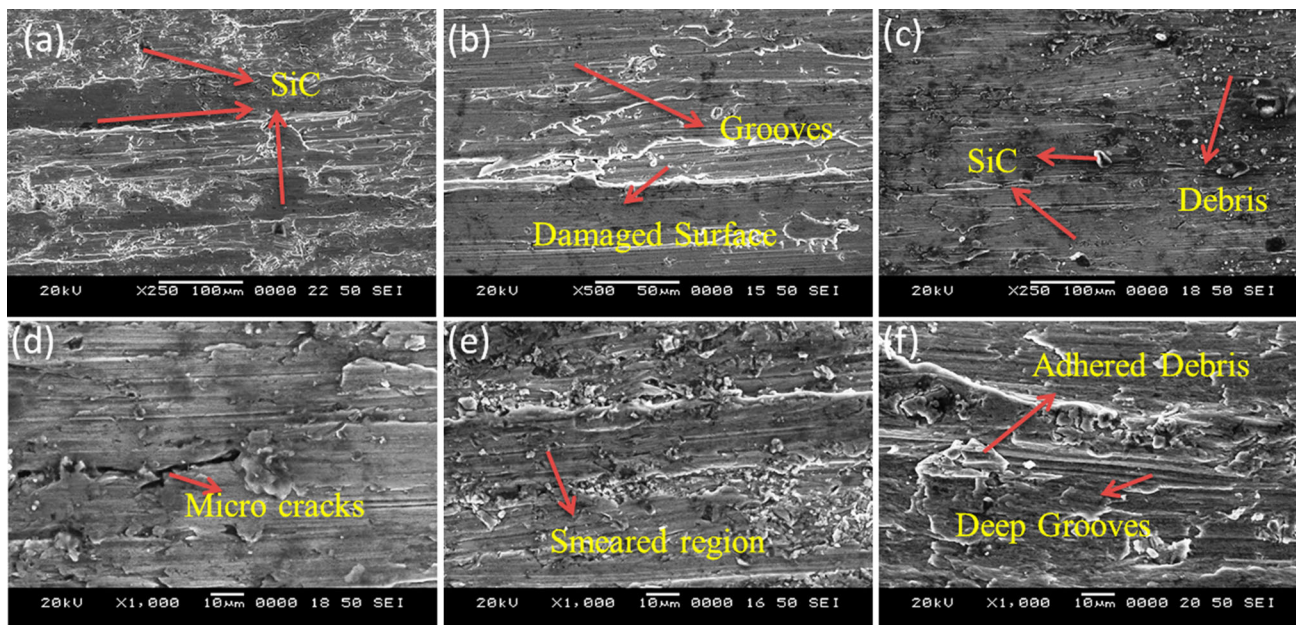 (a)
SiC
20kV X250 100μm 0000 22 50 SEI
(b)
Grooves
Damaged Surface
20kV X500 50μm 0000 15 50 SEI
(c)
SiC
Debris
20kV X250 100μm 0000 18 50 SEI
(d)
Micro cracks
20kV X1,000 10μm 0000 18 50 SEI
(e)
Smeared region
20kV X1,000 10μm 0000 16 50 SEI
(f)
Adhered Debris
Deep Grooves
20kV X1,000 10μm 0000 20 50 SEI